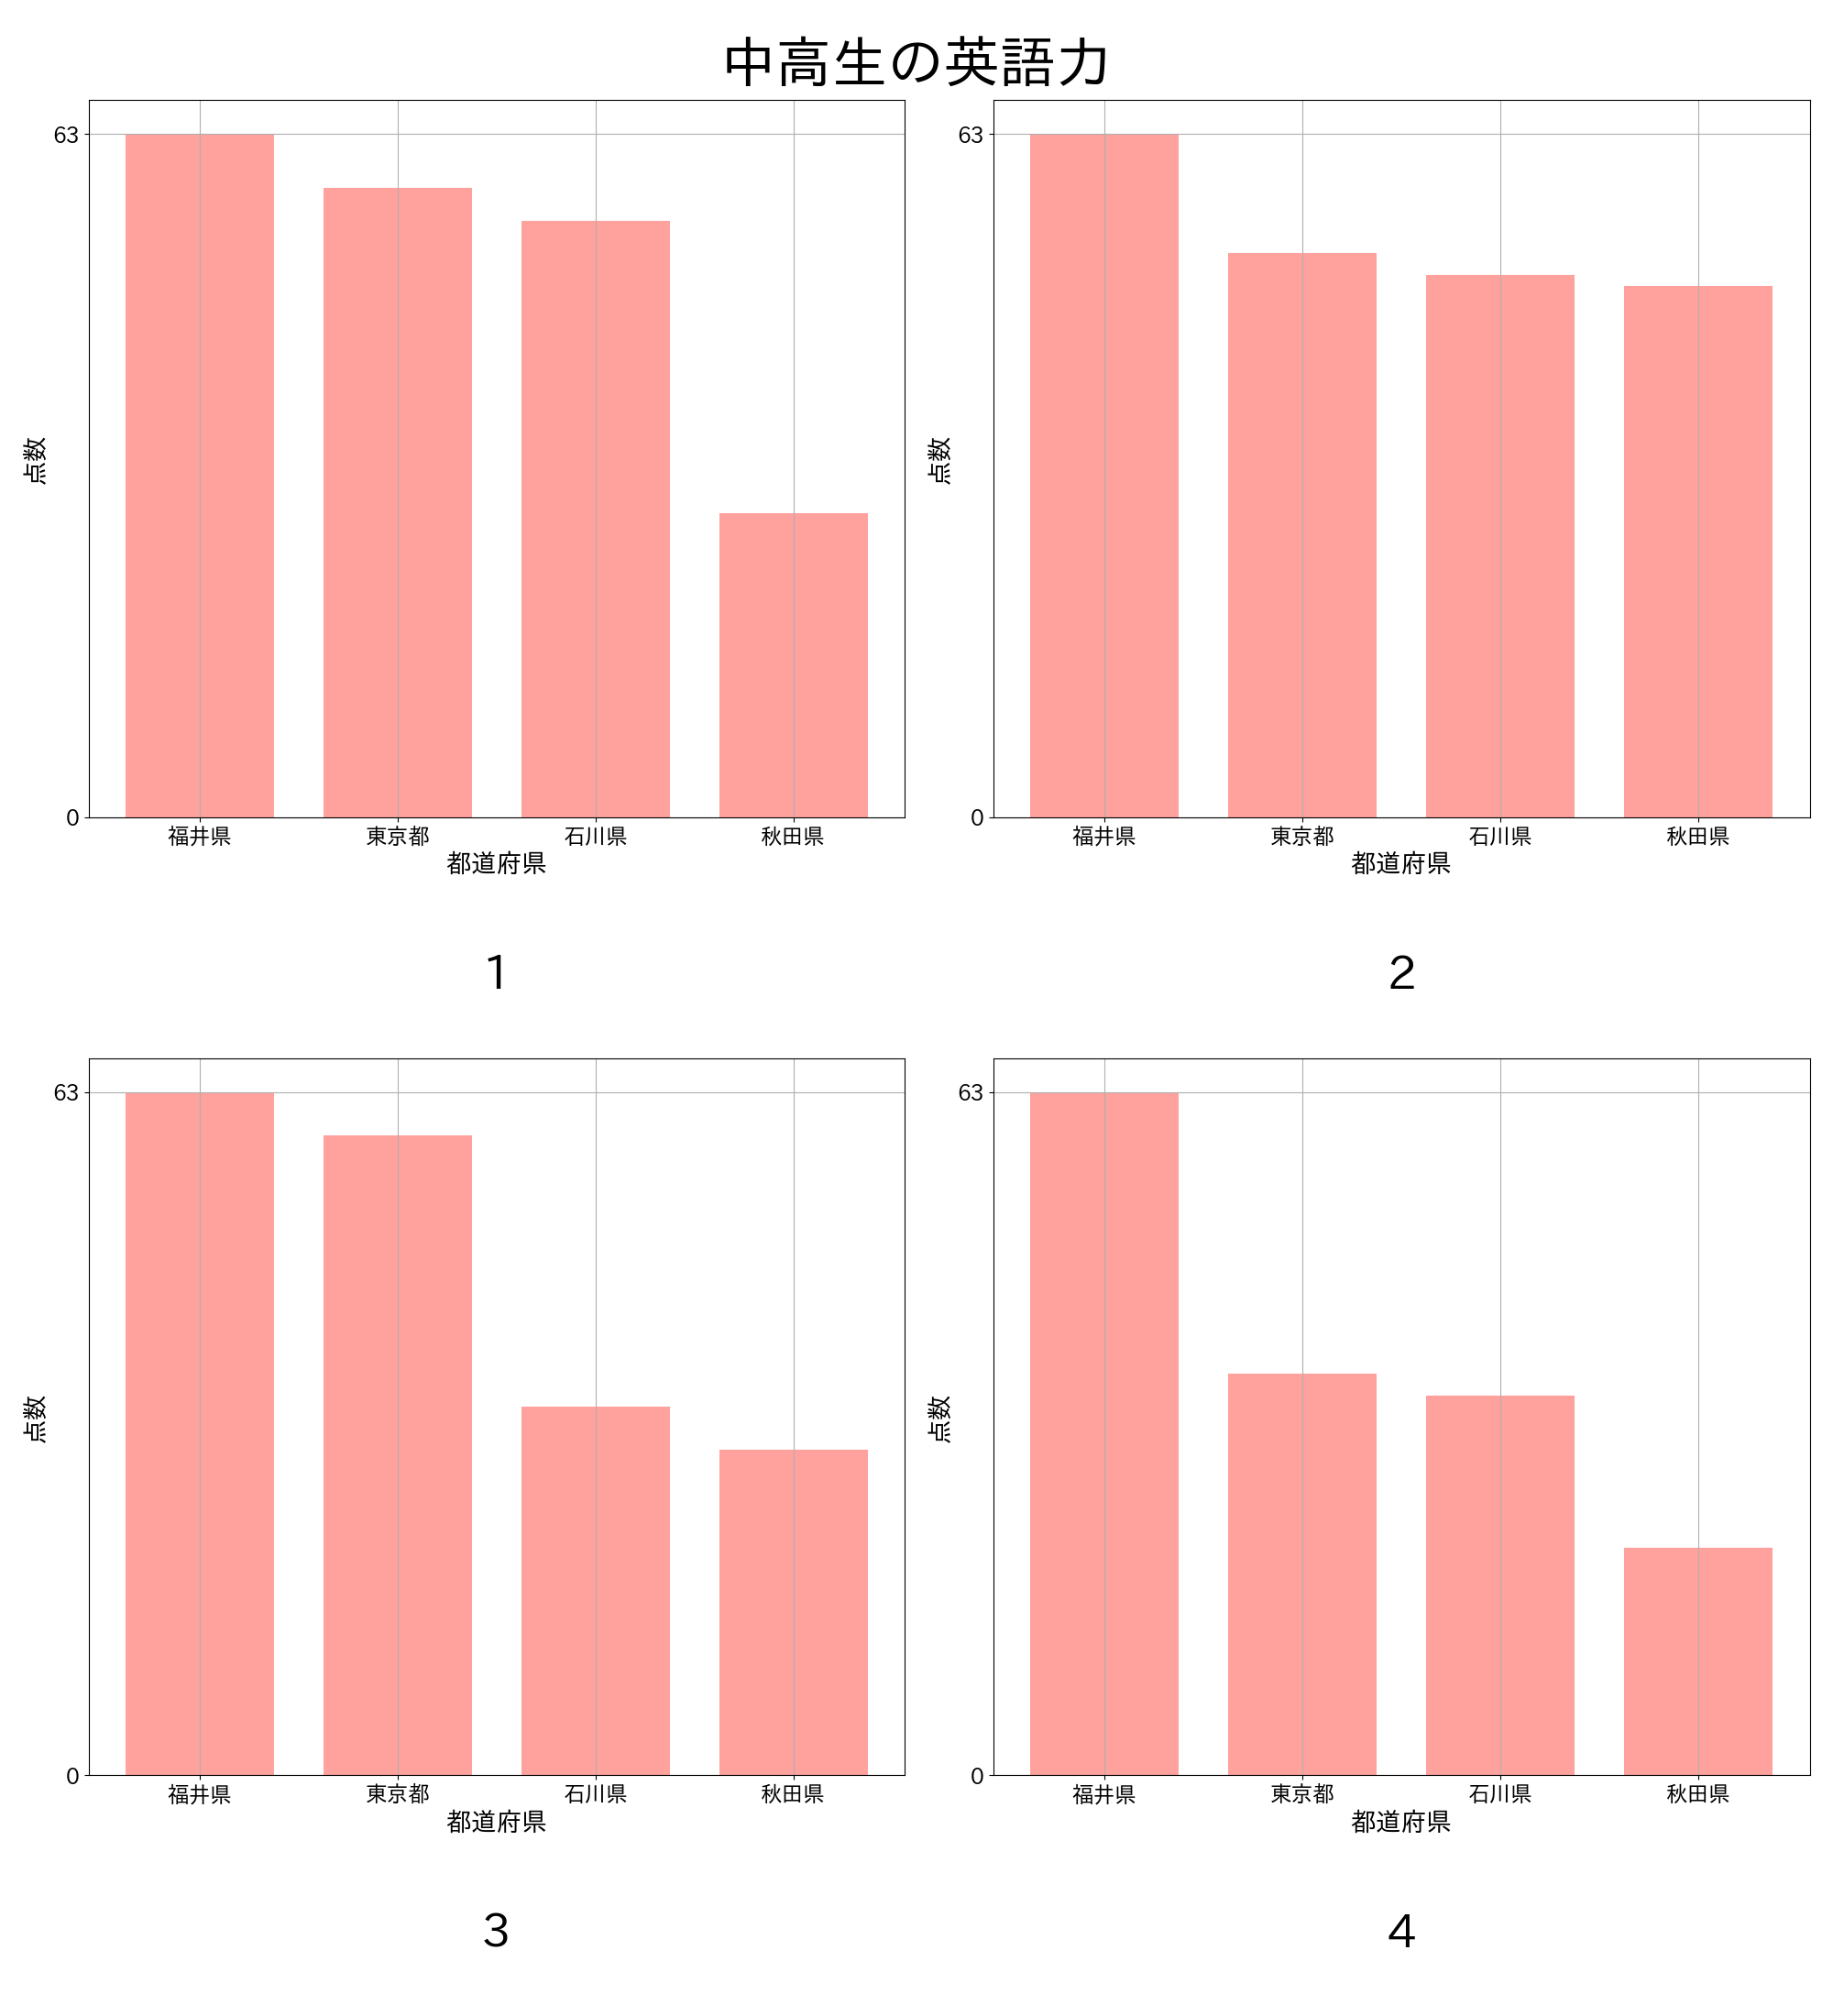 中高生の英語力
63
点数
0
福井県 東京都 石川県 秋田県
都道府県
1
63
点数
0
福井県 東京都 石川県 秋田県
都道府県
2
63
点数
0
福井県 東京都 石川県 秋田県
都道府県
3
63
点数
0
福井県 東京都 石川県 秋田県
都道府県
4